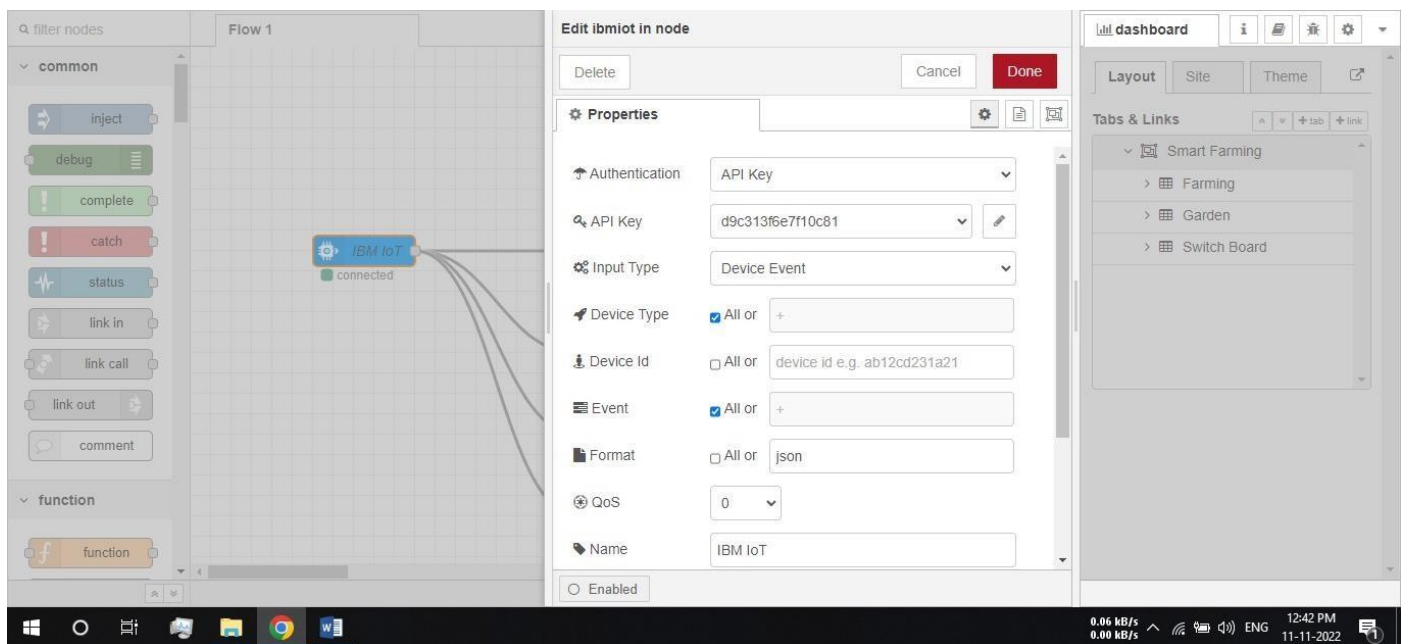 filter nodes
common
inject
debug
complete
catch
status
link in
link call
link out
comment
function
function
Flow 1
IBM IoT
connected
Edit ibmiot in node
Delete
Cancel
Done
Properties
Authentication
API Key
API Key
d9c313f6e7f10c81
Input Type
Device Event
Device Type
All or
+
Device Id
All or
device id e.g. ab12cd231a21
Event
All or
+
Format
All or
json
QoS
0
Name
IBM IoT
Enabled
dashboard
i
Layout
Site
Theme
Tabs & Links
+ tab
+ link
Smart Farming
Farming
Garden
Switch Board
0.06 kB/s
0.00 kB/s
ENG
12:42 PM
11-11-2022